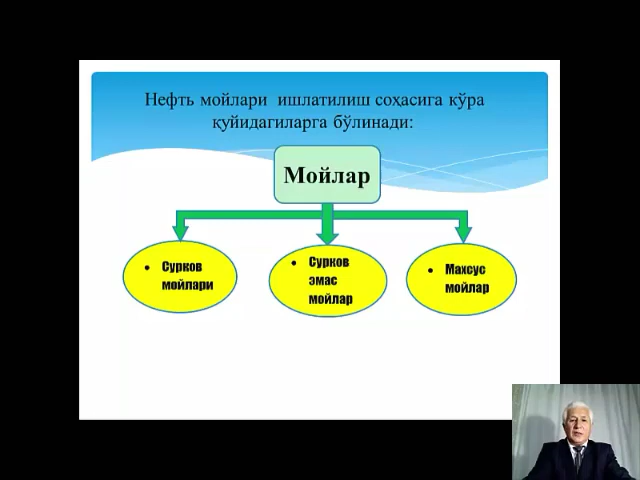 Нефть мойлари ишлатилиш соҳасига кўра
қуйидагиларга бўлинади:
Мойлар
• Сурков
мойлари
• Сурков
эмас
мойлар
• Махсус
мойлар